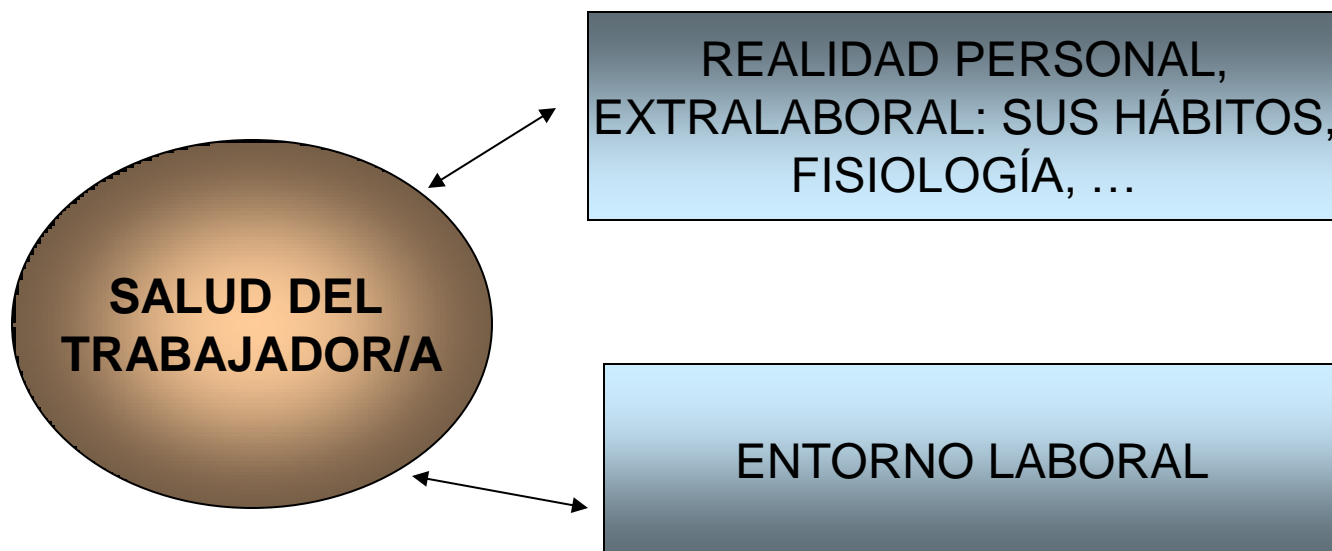 REALIDAD PERSONAL,
EXTRALABORAL: SUS HÁBITOS,
FISIOLOGÍA, …
SALUD DEL
TRABAJADOR/A
ENTORNO LABORAL